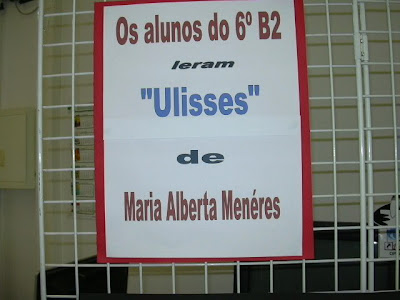 Os alunos do 6º B2
leram
"Ulisses"
de
Maria Alberta Menéres